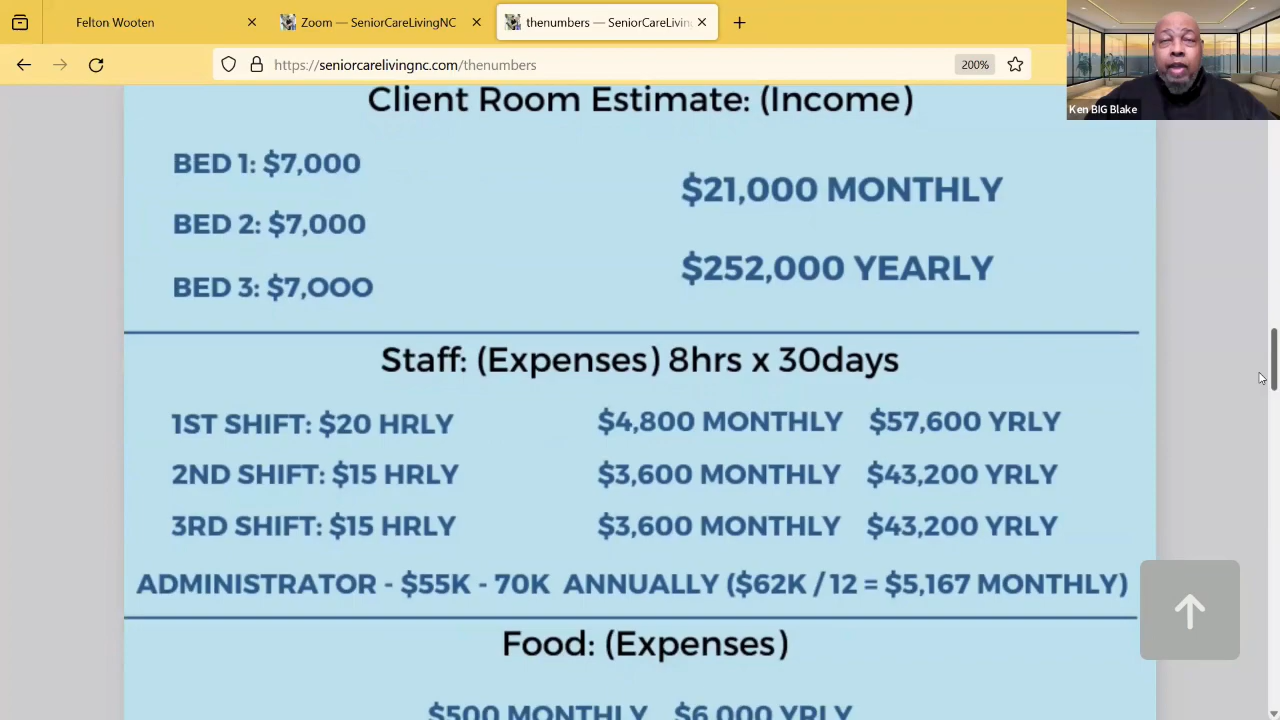 Felton Wooten
Zoom — SeniorCareLivingNC
thenumbers — SeniorCareLivin
https://seniorcarelivingnc.com/thenumbers
200%
Ken BIG Blake
Client Room Estimate: (Income)
BED 1: $7,000
BED 2: $7,000
BED 3: $7,OOO
$21,000 MONTHLY
$252,000 YEARLY
Staff: (Expenses) 8hrs x 30days
1ST SHIFT: $20 HRLY $4,800 MONTHLY $57,600 YRLY
2ND SHIFT: $15 HRLY $3,600 MONTHLY $43,200 YRLY
3RD SHIFT: $15 HRLY $3,600 MONTHLY $43,200 YRLY
ADMINISTRATOR - $55K - 70K ANNUALLY ($62K / 12 = $5,167 MONTHLY)
Food: (Expenses)
$500 MONTHLY $6,000 YRLY